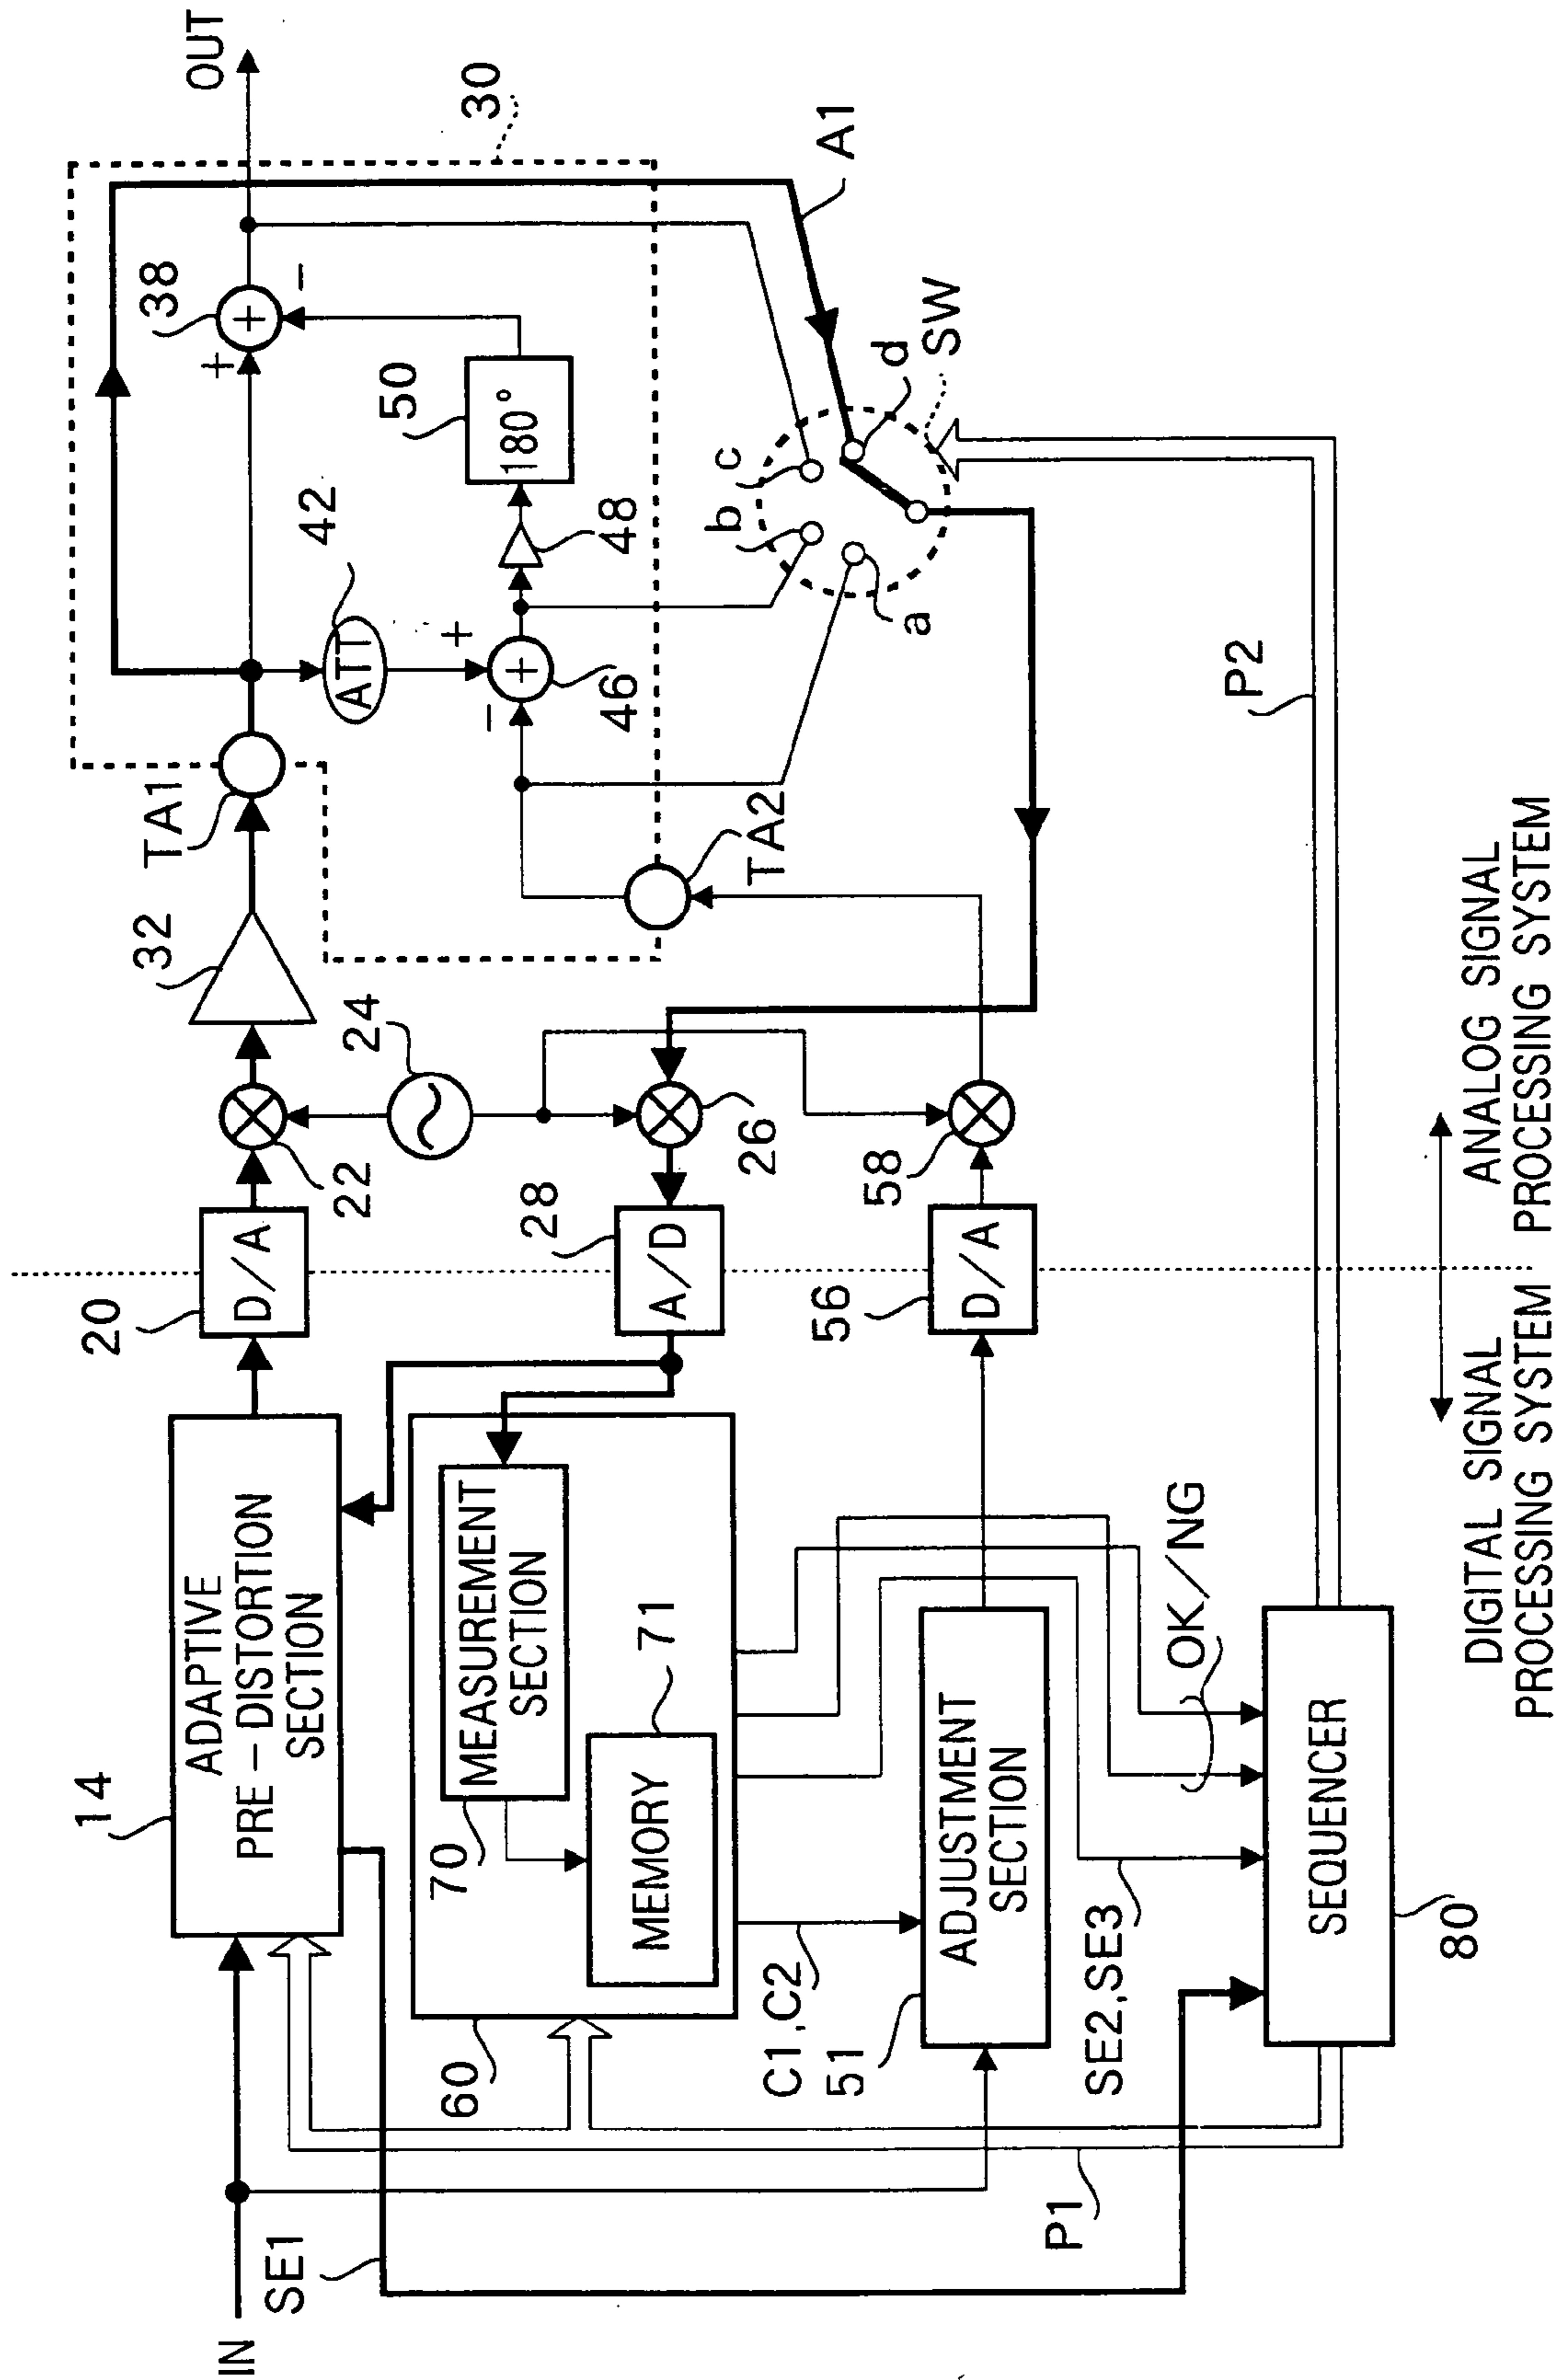 IN
SE1
14
ADAPTIVE
PRE-DISTORTION
SECTION
20
D/A
22
24
32
TA1
38
+
+
−
OUT
30
42
ATT
50
180°
48
46
+
+
−
TA2
A1
a
b
c
d
SW
26
28
A/D
60
70
MEASUREMENT
SECTION
71
MEMORY
C1,C2
51
ADJUSTMENT
SECTION
56
D/A
58
SE2,SE3
OK/NG
P1
P2
SEQUENCER
80
DIGITAL SIGNAL
PROCESSING SYSTEM
ANALOG SIGNAL
PROCESSING SYSTEM